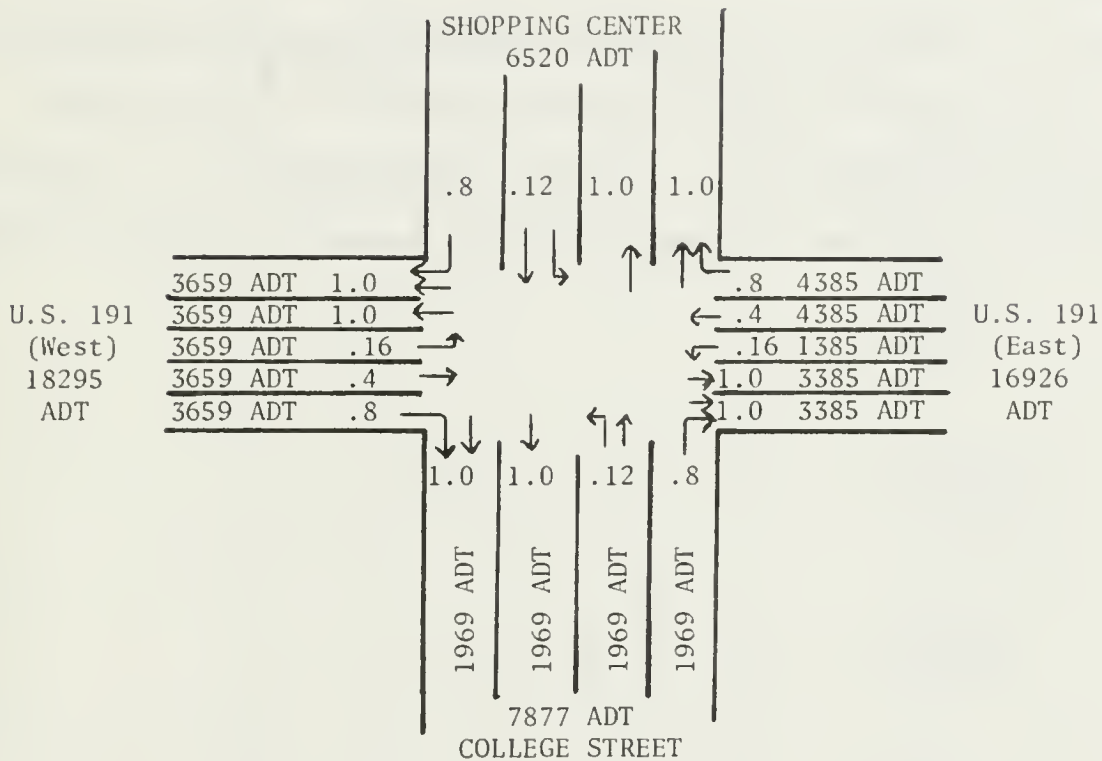 SHOPPING CENTER
6520 ADT
.8 .12 1.0 1.0
3659 ADT 1.0
3659 ADT 1.0
3659 ADT .16
3659 ADT .4
3659 ADT .8
U.S. 191
(West)
18295
ADT
.8 4385 ADT
.4 4385 ADT
.16 1385 ADT
1.0 3385 ADT
1.0 3385 ADT
U.S. 191
(East)
16926
ADT
1.0 1.0 .12 .8
1969 ADT
1969 ADT
1969 ADT
1969 ADT
7877 ADT
COLLEGE STREET